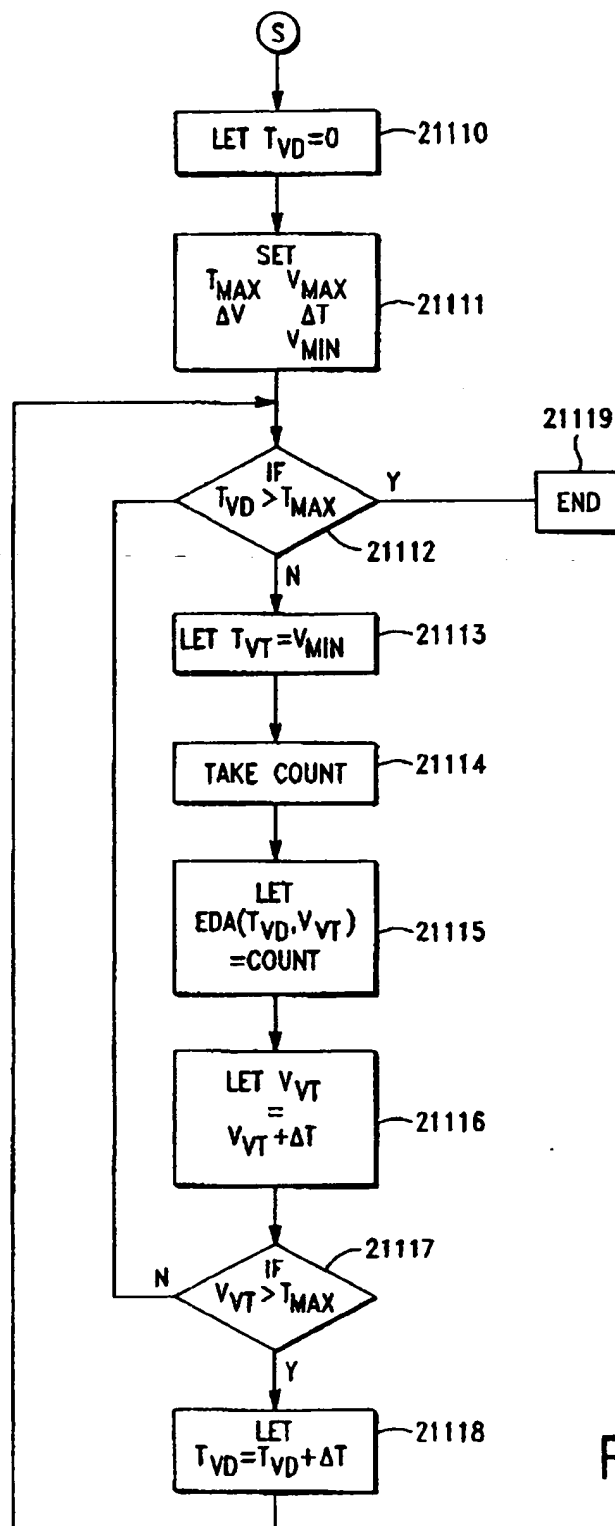 S
LET T_VD=0
21110
SET
T_MAX V_MAX
ΔV ΔT
V_MIN
21111
21119
IF
T_VD > T_MAX
Y
END
21112
N
LET T_VT=V_MIN
21113
TAKE COUNT
21114
LET
EDA(T_VD,V_VT)
=COUNT
21115
LET V_VT
=
V_VT+ΔT
21116
21117
N
IF
V_VT > T_MAX
Y
LET
T_VD=T_VD+ΔT
21118
F